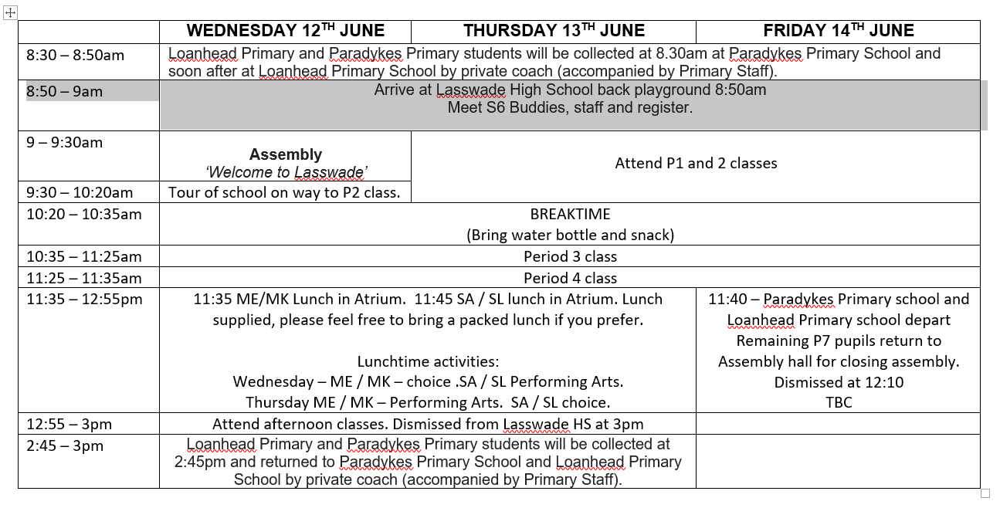 WEDNESDAY 12TH JUNE THURSDAY 13TH JUNE FRIDAY 14TH JUNE
8:30 – 8:50am
Loanhead Primary and Paradykes Primary students will be collected at 8.30am at Paradykes Primary School and
soon after at Loanhead Primary School by private coach (accompanied by Primary Staff).
8:50 – 9am
Arrive at Lasswade High School back playground 8:50am
Meet S6 Buddies, staff and register.
9 – 9:30am
Assembly
‘Welcome to Lasswade’
Attend P1 and 2 classes
9:30 – 10:20am
Tour of school on way to P2 class.
10:20 – 10:35am
BREAKTIME
(Bring water bottle and snack)
10:35 – 11:25am
Period 3 class
11:25 – 11:35am
Period 4 class
11:35 – 12:55pm
11:35 ME/MK Lunch in Atrium.  11:45 SA / SL lunch in Atrium. Lunch
supplied, please feel free to bring a packed lunch if you prefer.
Lunchtime activities:
Wednesday – ME / MK – choice .SA / SL Performing Arts.
Thursday ME / MK – Performing Arts.  SA / SL choice.
11:40 – Paradykes Primary school and
Loanhead Primary school depart
Remaining P7 pupils return to
Assembly hall for closing assembly.
Dismissed at 12:10
TBC
12:55 – 3pm
Attend afternoon classes. Dismissed from Lasswade HS at 3pm
2:45 – 3pm
Loanhead Primary and Paradykes Primary students will be collected at
2:45pm and returned to Paradykes Primary School and Loanhead Primary
School by private coach (accompanied by Primary Staff).